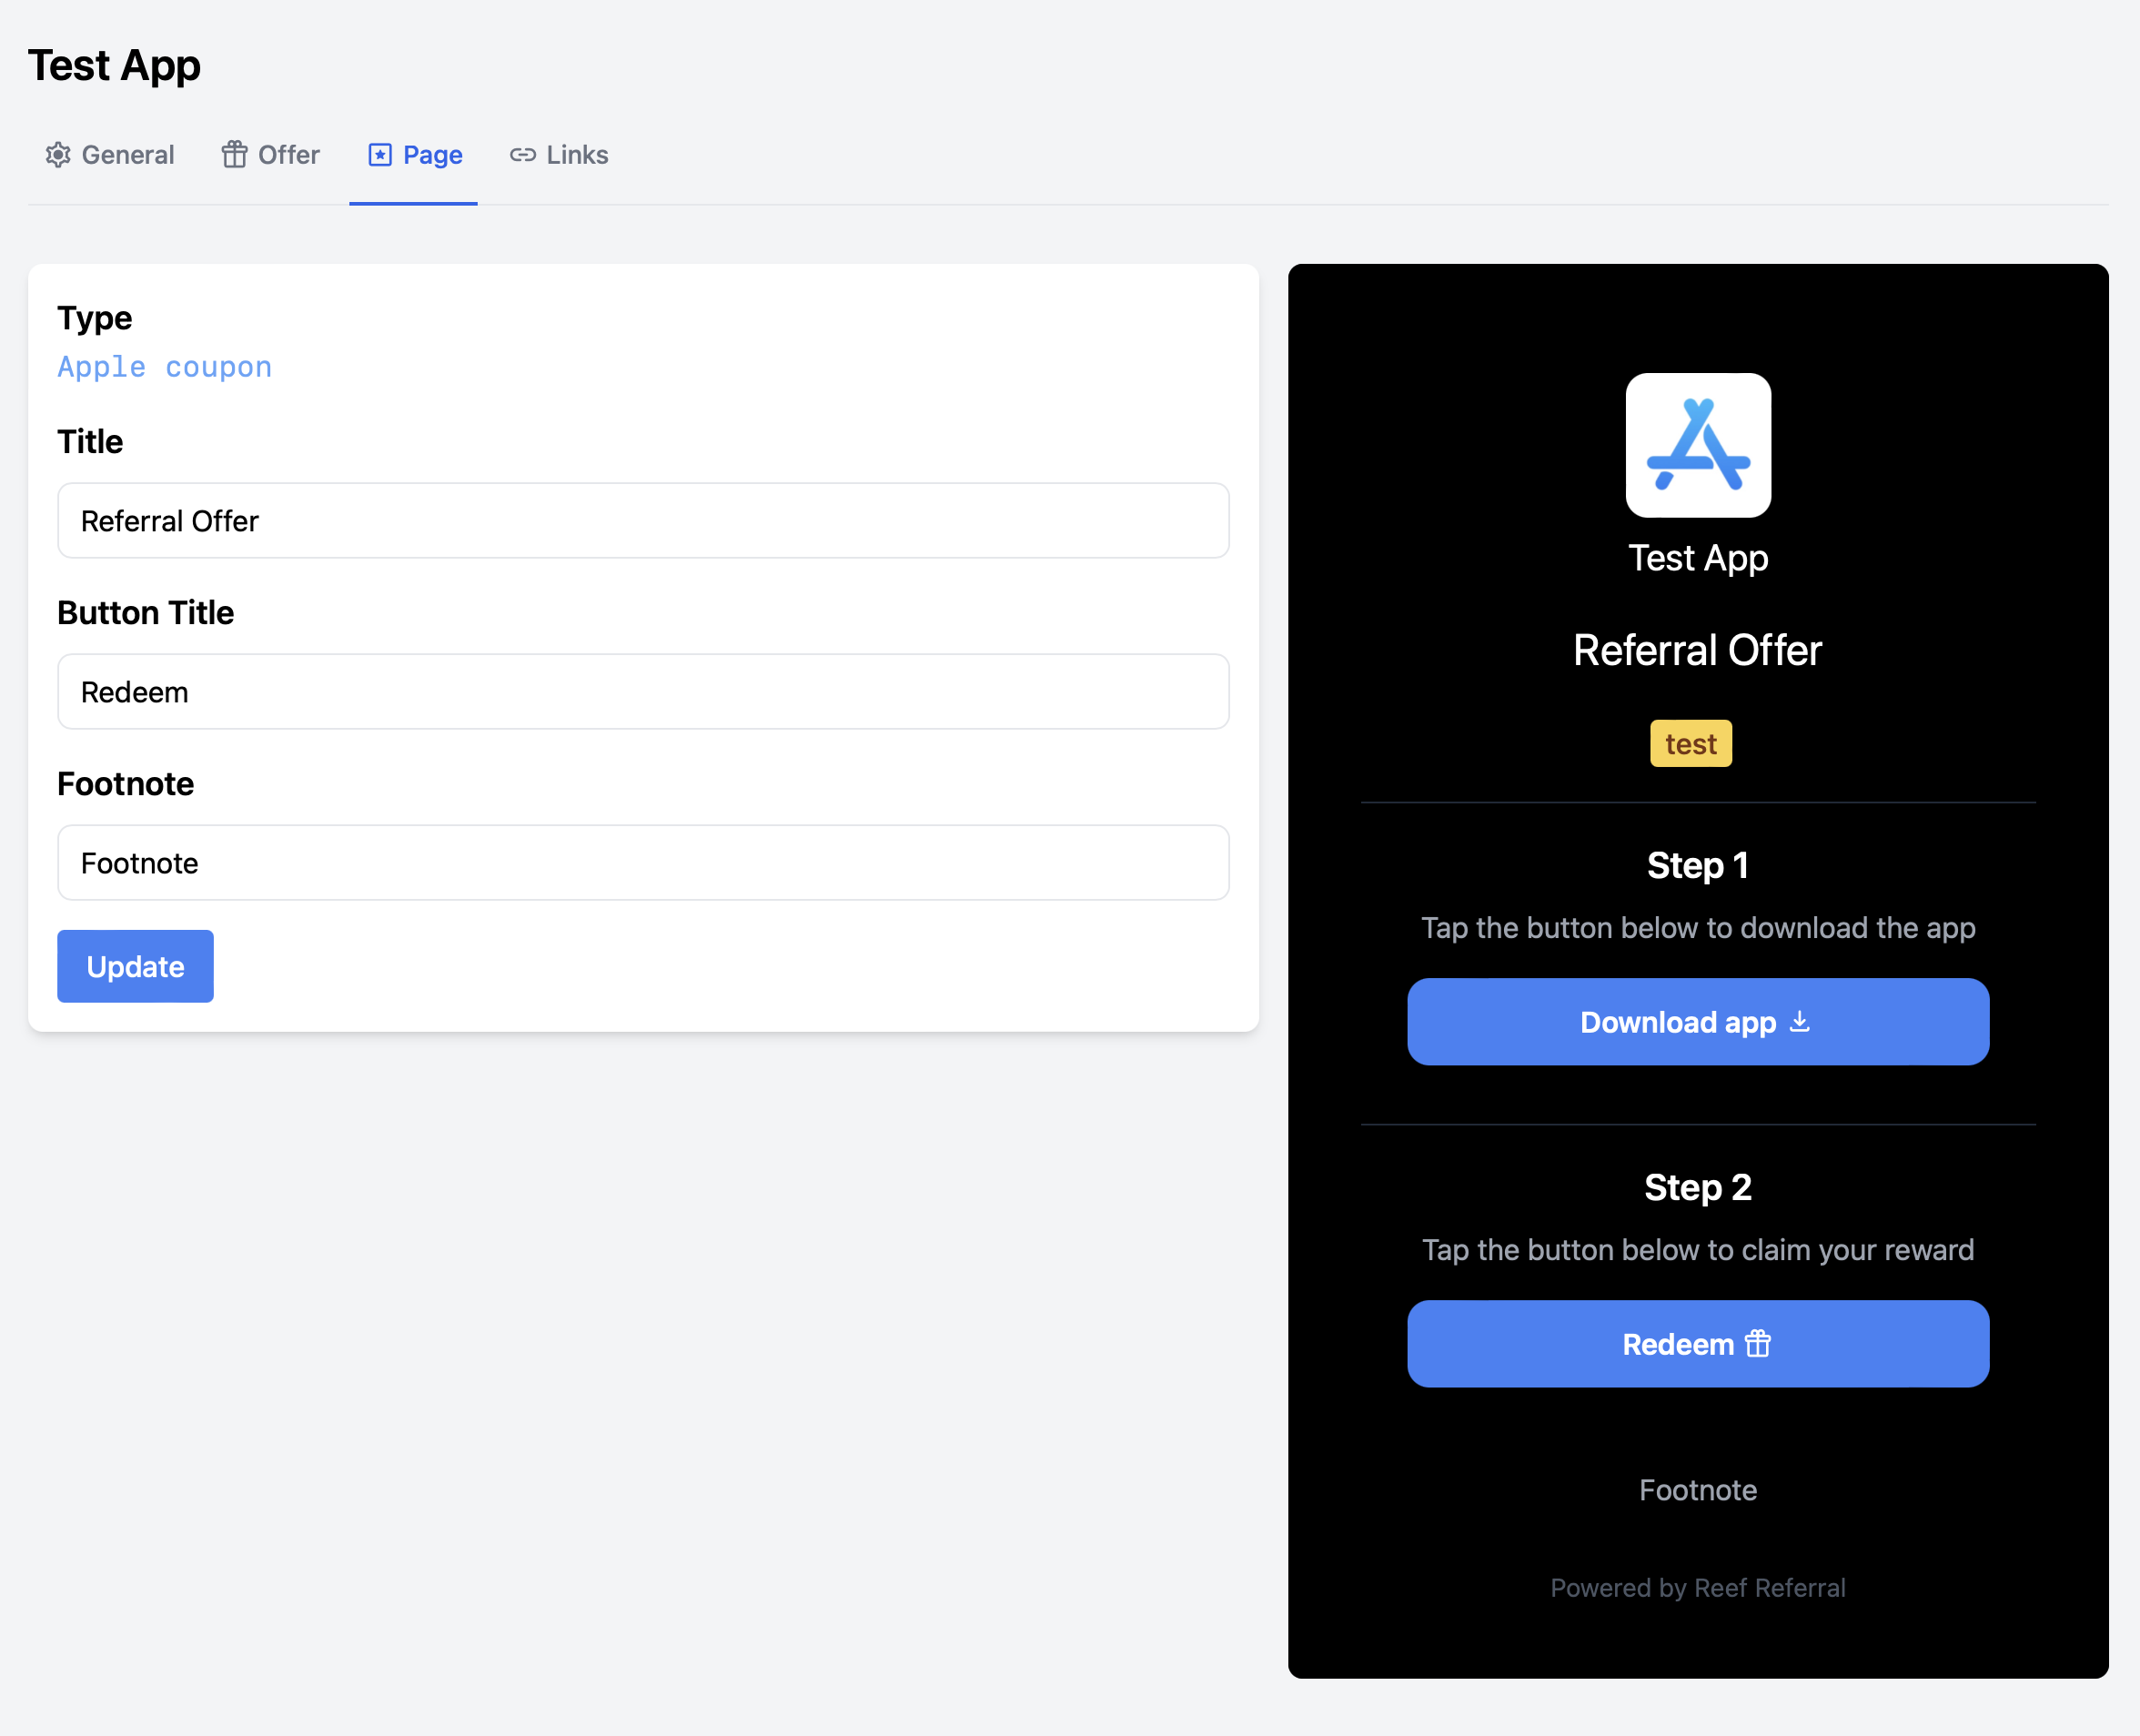 Test App
General Offer Page Links
Type
Apple coupon
Title
Referral Offer
Button Title
Redeem
Footnote
Footnote
Update
Test App
Referral Offer
test
Step 1
Tap the button below to download the app
Download app
Step 2
Tap the button below to claim your reward
Redeem
Footnote
Powered by Reef Referral